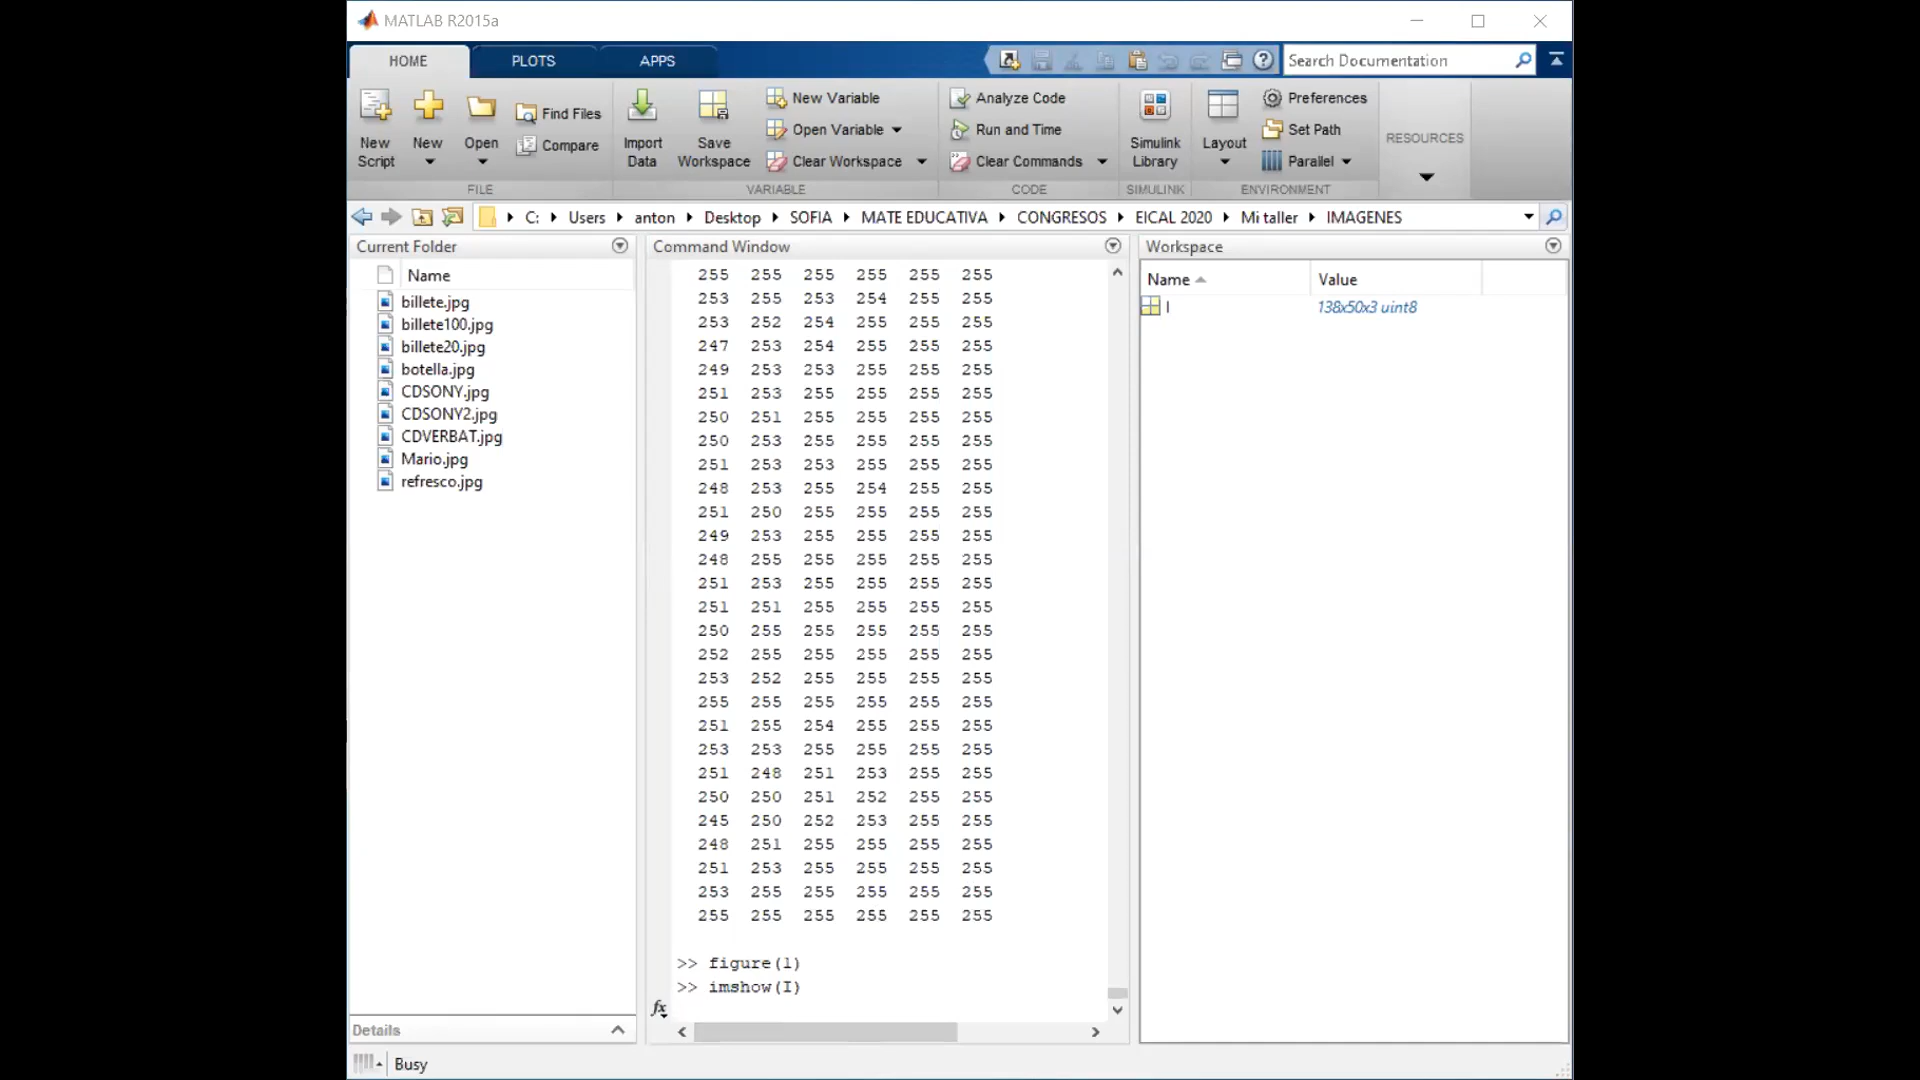 MATLAB R2015a
HOME PLOTS APPS
Search Documentation
New Script
New
Open
Find Files
Compare
Import Data
Save Workspace
New Variable
Open Variable
Clear Workspace
Analyze Code
Run and Time
Clear Commands
Simulink Library
Layout
Preferences
Set Path
Parallel
RESOURCES
FILE VARIABLE CODE SIMULINK ENVIRONMENT
C: Users anton Desktop SOFIA MATE EDUCATIVA CONGRESOS EICAL 2020 Mi taller IMAGENES
Current Folder
Name
billete.jpg
billete100.jpg
billete20.jpg
botella.jpg
CDSONY.jpg
CDSONY2.jpg
CDVERBAT.jpg
Mario.jpg
refresco.jpg
Details
Command Window
255 255 255 255 255 255
253 255 253 254 255 255
253 252 254 255 255 255
247 253 254 255 255 255
249 253 253 255 255 255
251 253 255 255 255 255
250 251 255 255 255 255
250 253 255 255 255 255
251 253 253 255 255 255
248 253 255 254 255 255
251 250 255 255 255 255
249 253 255 255 255 255
248 255 255 255 255 255
251 253 255 255 255 255
251 251 255 255 255 255
250 255 255 255 255 255
252 255 255 255 255 255
253 252 255 255 255 255
255 255 255 255 255 255
251 255 254 255 255 255
253 253 255 255 255 255
251 248 251 253 255 255
250 250 251 252 255 255
245 250 252 253 255 255
248 251 255 255 255 255
251 253 255 255 255 255
253 255 255 255 255 255
255 255 255 255 255 255
>> figure(1)
>> imshow(I)
fx
Workspace
Name Value
I 138x50x3 uint8
Busy